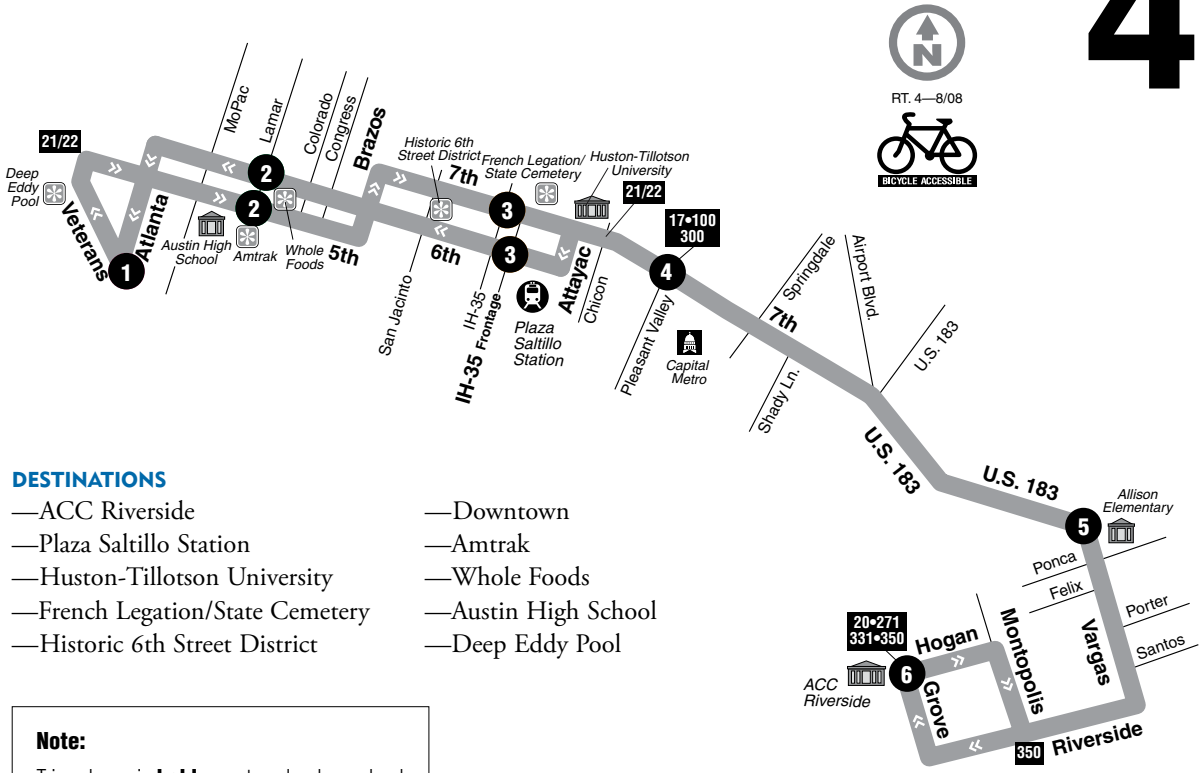 4
N
RT. 4—8/08
BICYCLE ACCESSIBLE
MoPac
Lamar
Colorado
Congress
Brazos
21/22
Deep
Eddy
Pool
Veterans
Atlanta
1
2
2
Austin High
School
Amtrak
Whole
Foods
5th
Historic 6th
Street District
7th
French Legation/
State Cemetery
Huston-Tillotson
University
21/22
3
3
6th
San Jacinto
IH-35
IH-35 Frontage
Plaza
Saltillo
Station
Attayac
Chicon
17•100
300
4
Pleasant Valley
Capital
Metro
7th
Springdale
Shady Ln.
Airport Blvd.
U.S. 183
U.S. 183
U.S. 183
5
Allison
Elementary
Ponca
Felix
Porter
Santos
Vargas
Montopolis
Hogan
20•271
331•350
6
Grove
ACC
Riverside
350
Riverside
DESTINATIONS
—ACC Riverside
—Plaza Saltillo Station
—Huston-Tillotson University
—French Legation/State Cemetery
—Historic 6th Street District
—Downtown
—Amtrak
—Whole Foods
—Austin High School
—Deep Eddy Pool
Note: